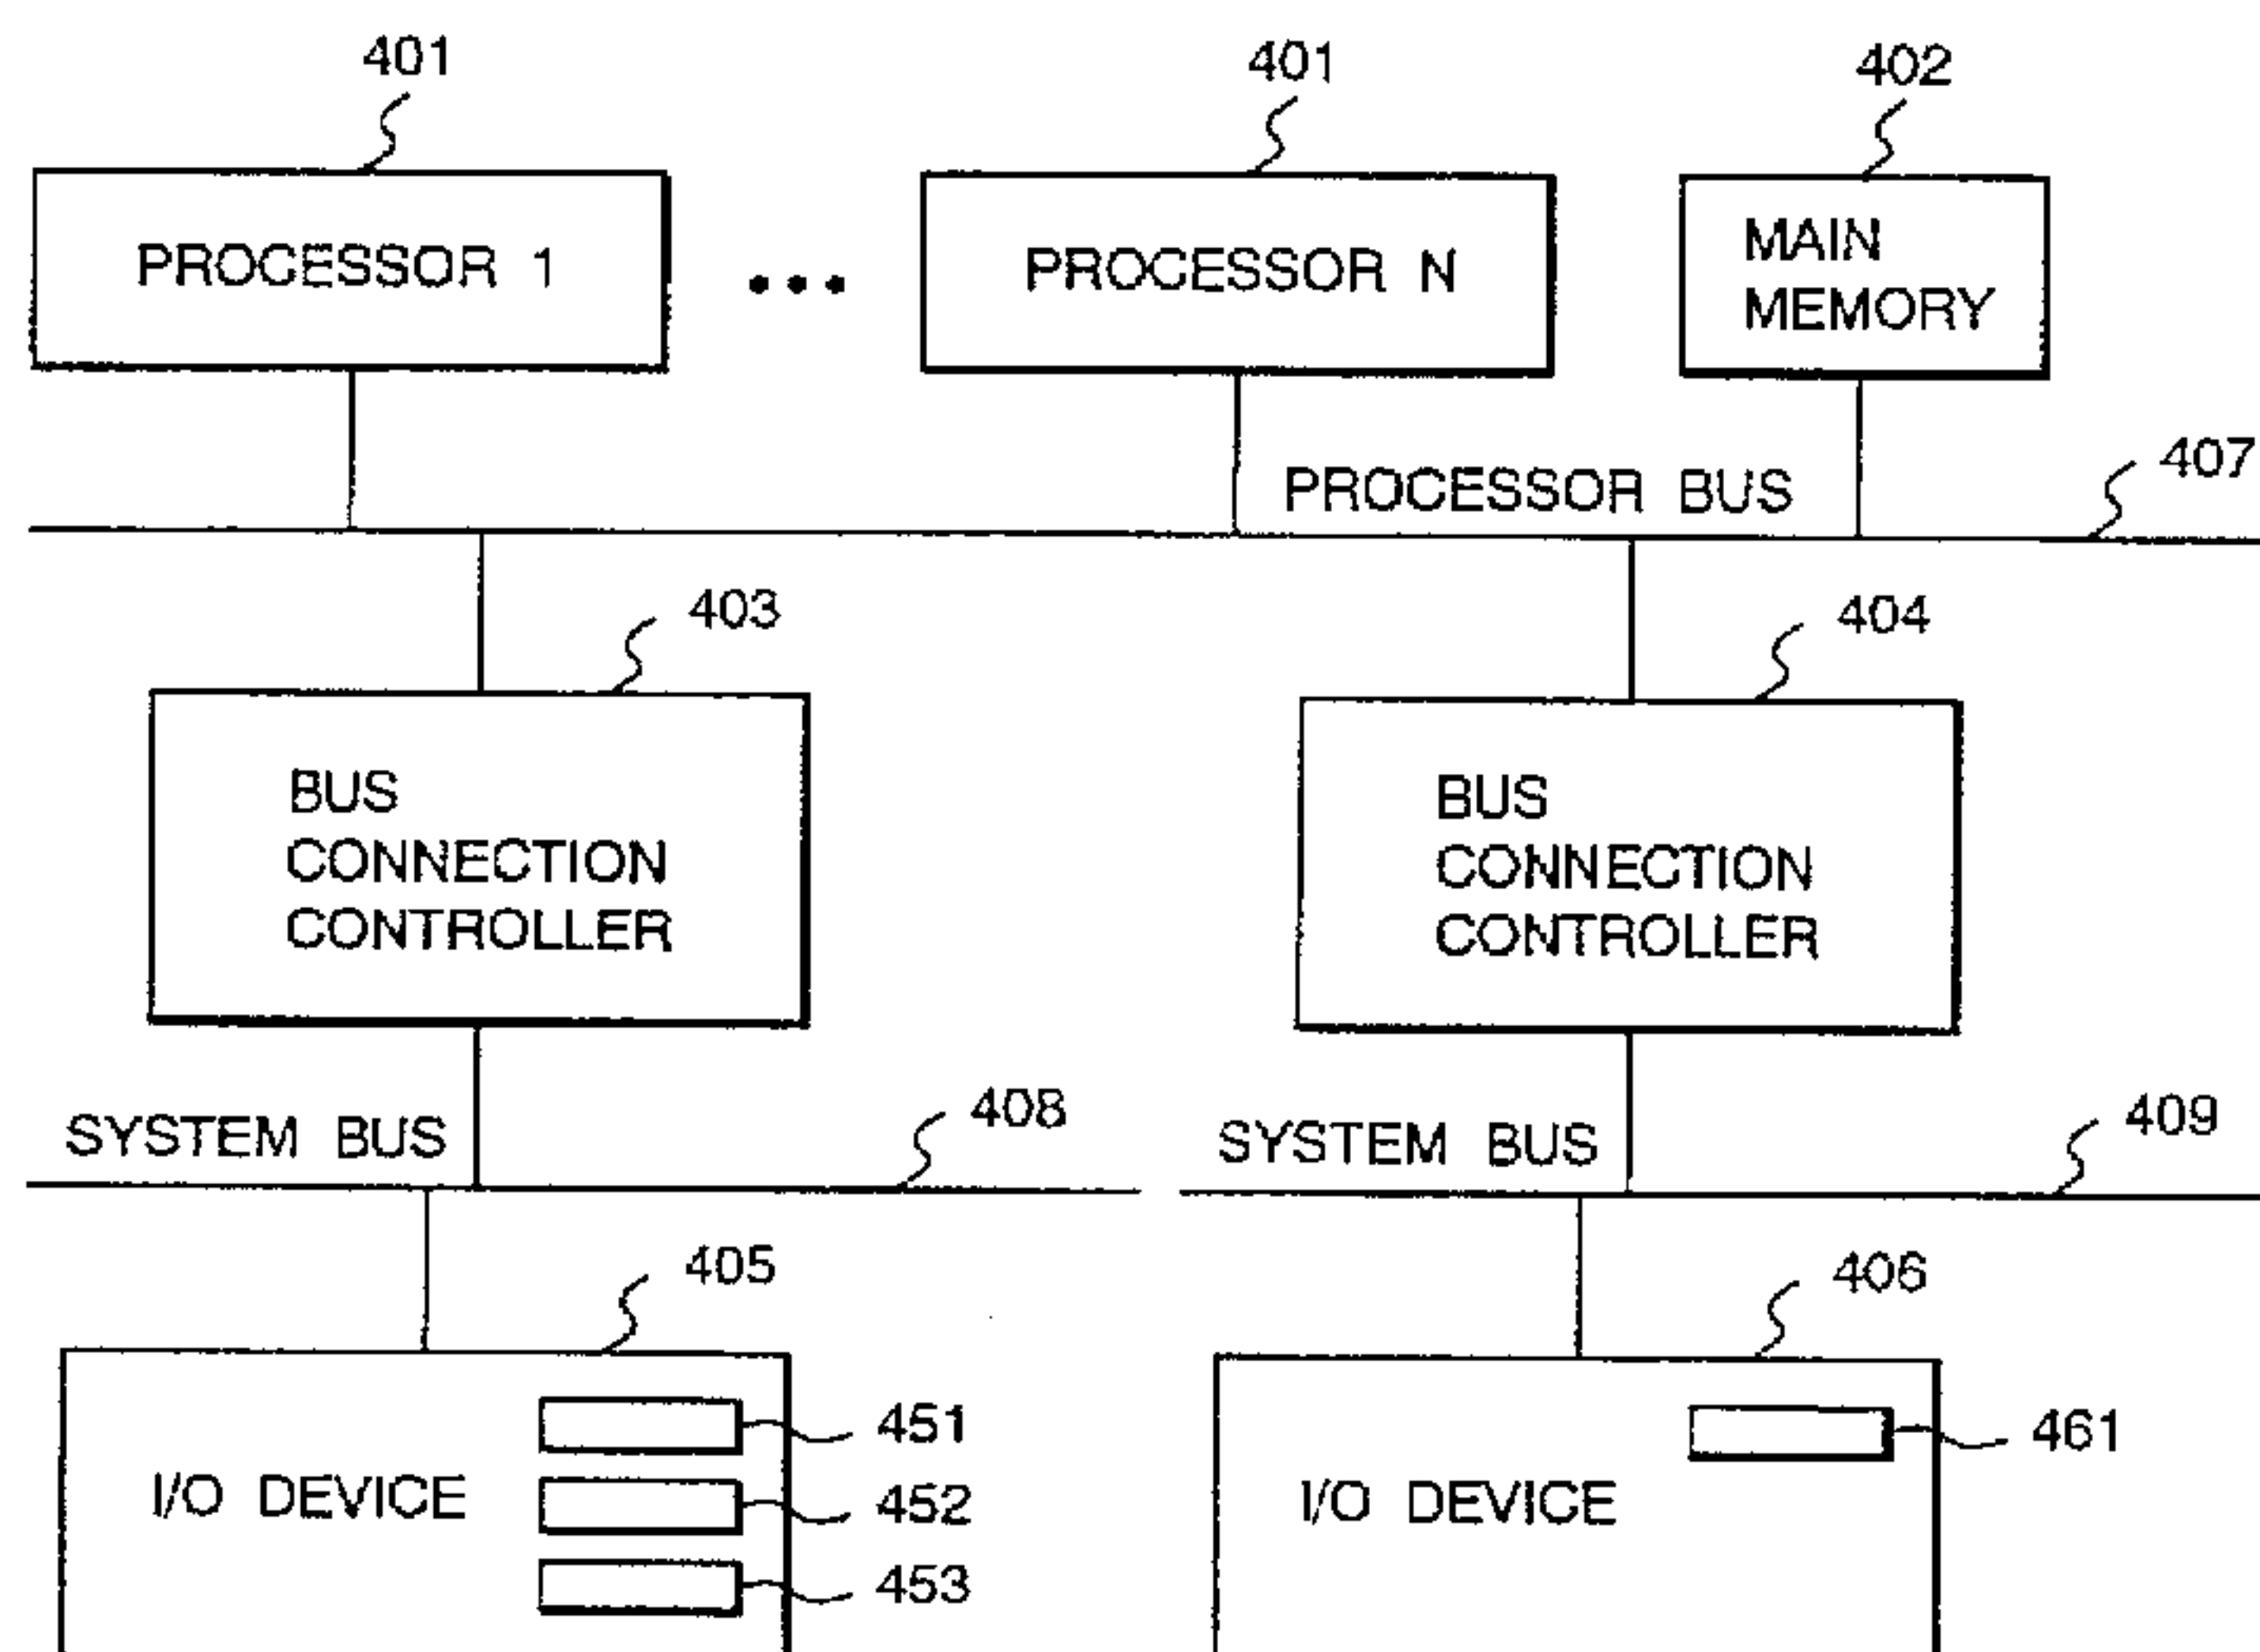 401
401
402
PROCESSOR 1
•••
PROCESSOR N
MAIN
MEMORY
PROCESSOR BUS
407
403
404
BUS
CONNECTION
CONTROLLER
BUS
CONNECTION
CONTROLLER
SYSTEM BUS
408
SYSTEM BUS
409
405
406
I/O DEVICE
451
452
453
I/O DEVICE
461